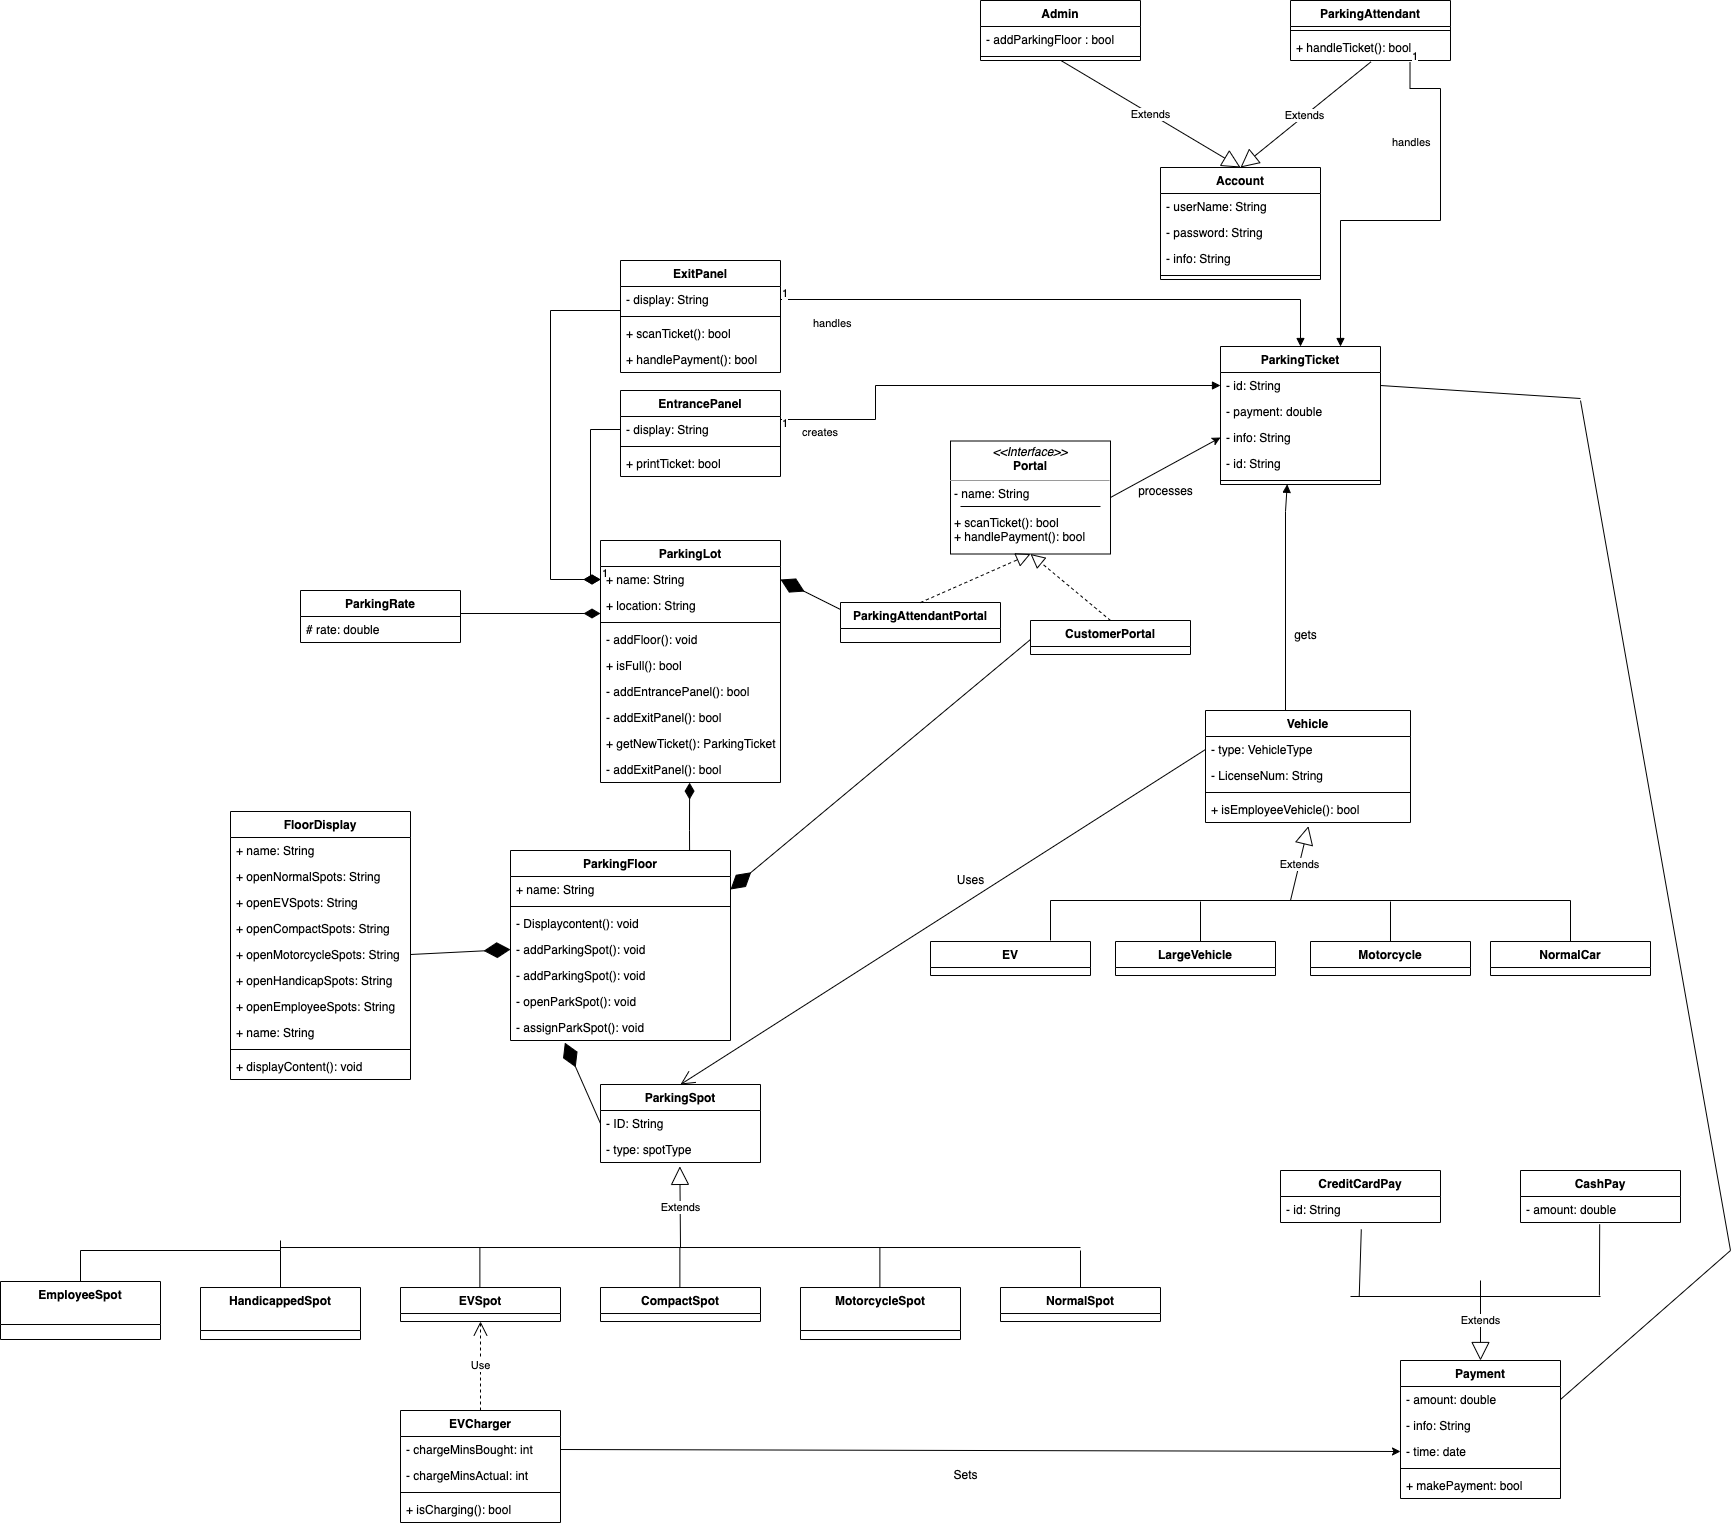 Admin
- addParkingFloor : bool
ParkingAttendant
+ handleTicket(): bool
1
Extends
Extends
handles
Account
- userName: String
- password: String
- info: String
ExitPanel
- display: String
+ scanTicket(): bool
+ handlePayment(): bool
1
handles
EntrancePanel
- display: String
+ printTicket: bool
1
creates
ParkingTicket
- id: String
- payment: double
- info: String
- id: String
<<Interface>>
Portal
- name: String
+ scanTicket(): bool
+ handlePayment(): bool
processes
ParkingLot
1
+ name: String
+ location: String
- addFloor(): void
+ isFull(): bool
- addEntrancePanel(): bool
- addExitPanel(): bool
+ getNewTicket(): ParkingTicket
- addExitPanel(): bool
ParkingRate
# rate: double
ParkingAttendantPortal
CustomerPortal
gets
Vehicle
- type: VehicleType
- LicenseNum: String
+ isEmployeeVehicle(): bool
Extends
Uses
EV
LargeVehicle
Motorcycle
NormalCar
FloorDisplay
+ name: String
+ openNormalSpots: String
+ openEVSpots: String
+ openCompactSpots: String
+ openMotorcycleSpots: String
+ openHandicapSpots: String
+ openEmployeeSpots: String
+ name: String
+ displayContent(): void
ParkingFloor
+ name: String
- Displaycontent(): void
- addParkingSpot(): void
- addParkingSpot(): void
- openParkSpot(): void
- assignParkSpot(): void
ParkingSpot
- ID: String
- type: spotType
Extends
EmployeeSpot
HandicappedSpot
EVSpot
CompactSpot
MotorcycleSpot
NormalSpot
Use
EVCharger
- chargeMinsBought: int
- chargeMinsActual: int
+ isCharging(): bool
Sets
CreditCardPay
- id: String
CashPay
- amount: double
Extends
Payment
- amount: double
- info: String
- time: date
+ makePayment: bool